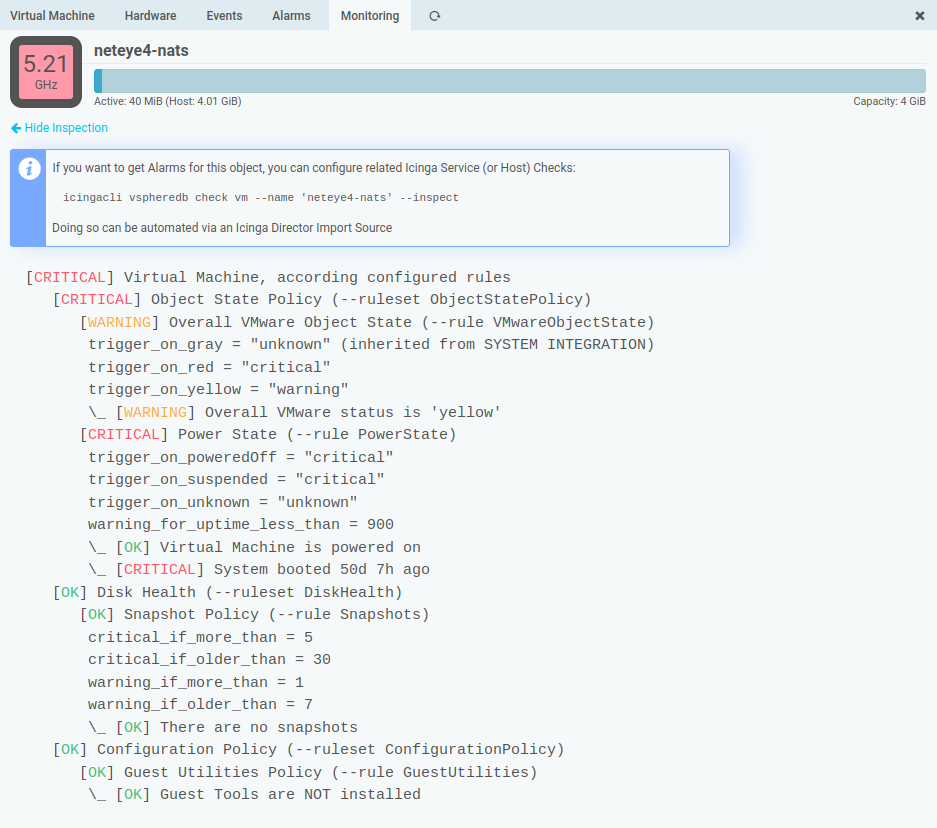 Virtual Machine Hardware Events Alarms Monitoring
5.21
GHz
neteye4-nats
Active: 40 MiB (Host: 4.01 GiB) Capacity: 4 GiB
Hide Inspection
If you want to get Alarms for this object, you can configure related Icinga Service (or Host) Checks:
icingacli vspheredb check vm --name 'neteye4-nats' --inspect
Doing so can be automated via an Icinga Director Import Source
[CRITICAL] Virtual Machine, according configured rules
[CRITICAL] Object State Policy (--ruleset ObjectStatePolicy)
[WARNING] Overall VMware Object State (--rule VMwareObjectState)
trigger_on_gray = "unknown" (inherited from SYSTEM INTEGRATION)
trigger_on_red = "critical"
trigger_on_yellow = "warning"
\_ [WARNING] Overall VMware status is 'yellow'
[CRITICAL] Power State (--rule PowerState)
trigger_on_poweredOff = "critical"
trigger_on_suspended = "critical"
trigger_on_unknown = "unknown"
warning_for_uptime_less_than = 900
\_ [OK] Virtual Machine is powered on
\_ [CRITICAL] System booted 50d 7h ago
[OK] Disk Health (--ruleset DiskHealth)
[OK] Snapshot Policy (--rule Snapshots)
critical_if_more_than = 5
critical_if_older_than = 30
warning_if_more_than = 1
warning_if_older_than = 7
\_ [OK] There are no snapshots
[OK] Configuration Policy (--ruleset ConfigurationPolicy)
[OK] Guest Utilities Policy (--rule GuestUtilities)
\_ [OK] Guest Tools are NOT installed